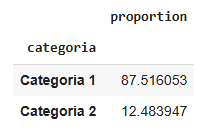 proportion
categoria
Categoria 1 87.516053
Categoria 2 12.483947